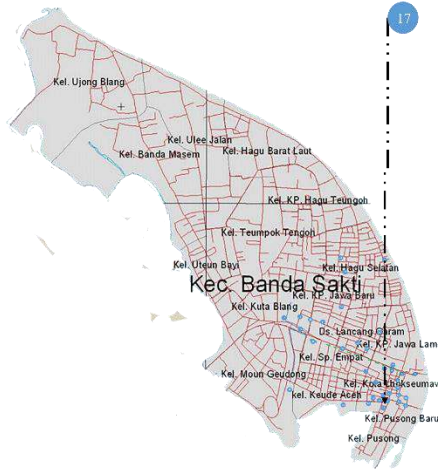 17
Kel. Ujong Blang
Kel. Ulee Jalan
Kel. Banda Masem
Kel. Hagu Barat Laut
Kel. KP. Hagu Teungoh
Kel. Teumpok Tengoh
Kel. Uteun Bayi
Kel. Hagu Selatan
Kec. Banda Sakti
Kel. KP. Jawa Baru
Kel. Kuta Blang
Ds. Lancang Garam
Kel. KP. Jawa Lam
Kel. Sp. Empat
Kel. Moun Geudong
Kel. Kota Lhokseumav
kel. Keude Aceh
Kel. Pusong Baru
Kel. Pusong